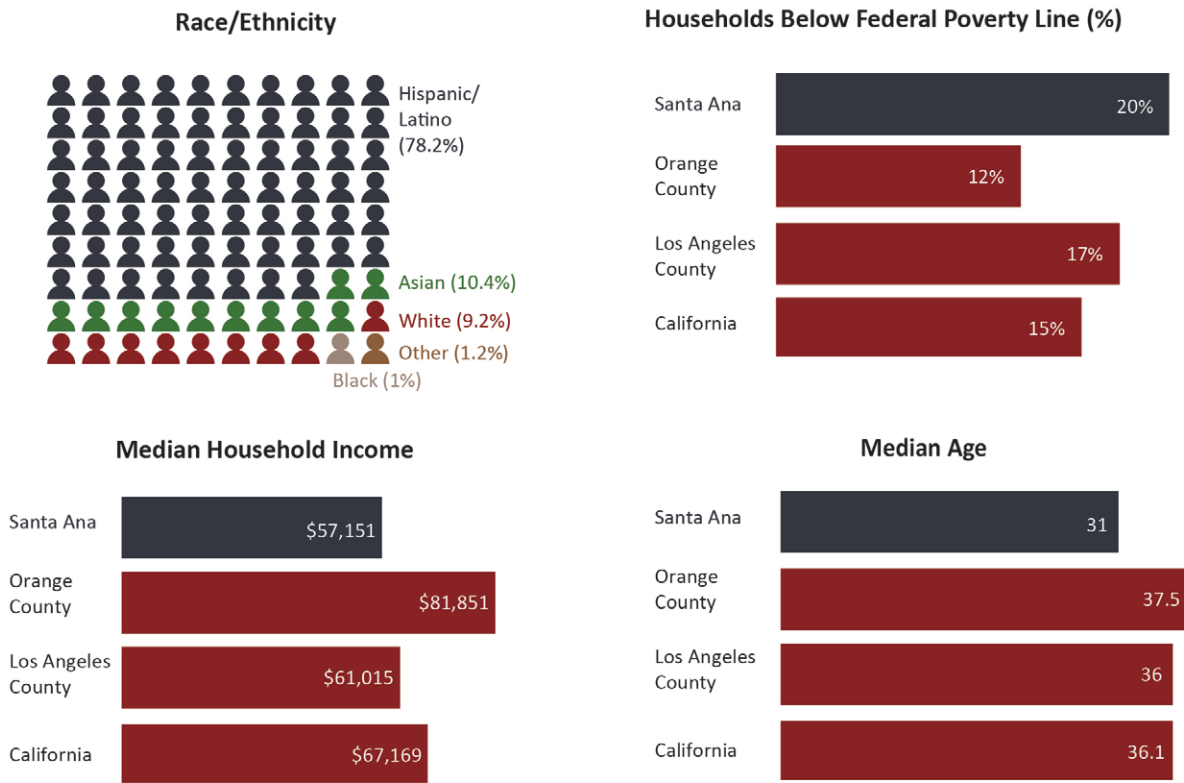 Race/Ethnicity
Hispanic/
Latino
(78.2%)
Asian (10.4%)
White (9.2%)
Other (1.2%)
Black (1%)
Households Below Federal Poverty Line (%)
Santa Ana
20%
Orange
County
12%
Los Angeles
County
17%
California
15%
Median Household Income
Santa Ana
$57,151
Orange
County
$81,851
Los Angeles
County
$61,015
California
$67,169
Median Age
Santa Ana
31
Orange
County
37.5
Los Angeles
County
36
California
36.1